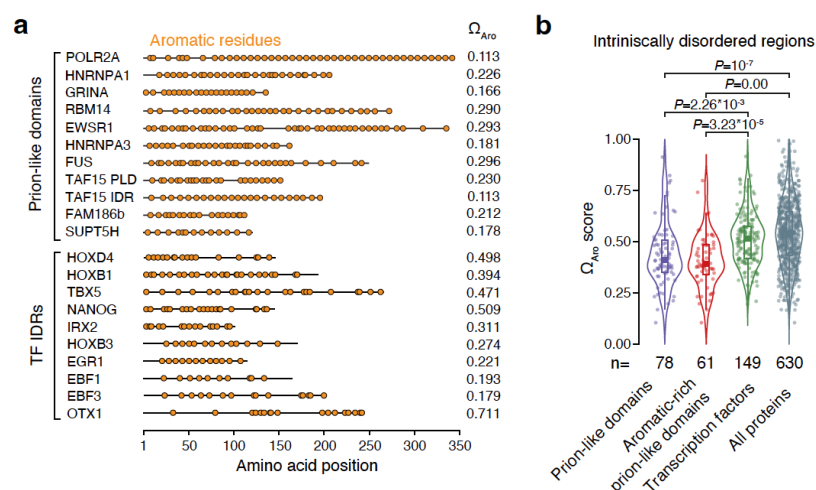 a
Aromatic residues
Ω Aro
Prion-like domains
POLR2A 0.113
HNRNPA1 0.226
GRINA 0.166
RBM14 0.290
EWSR1 0.293
HNRNPA3 0.181
FUS 0.296
TAF15 PLD 0.230
TAF15 IDR 0.113
FAM186b 0.212
SUPT5H 0.178
TF IDRs
HOXD4 0.498
HOXB1 0.394
TBX5 0.471
NANOG 0.509
IRX2 0.311
HOXB3 0.274
EGR1 0.221
EBF1 0.193
EBF3 0.179
OTX1 0.711
1 50 100 150 200 250 300 350
Amino acid position
b
Intriniscally disordered regions
P=10-7
P=0.00
P=2.26*10-3
P=3.23*10-5
1.00
0.75
0.50
0.25
0.00
Ω Aro score
n= 78 61 149 630
Prion-like domains
Aromatic-rich
prion-like domains
Transcription factors
All proteins